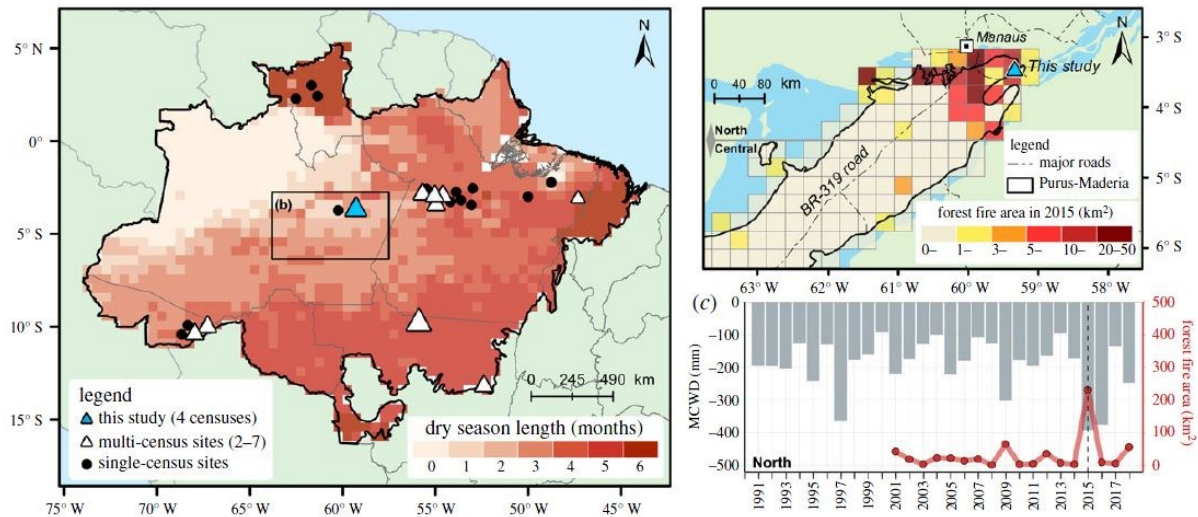 5° N
0°
5° S
10° S
15° S
N
(b)
0 245 490 km
legend
this study (4 censuses)
multi-census sites (2–7)
single-census sites
dry season length (months)
0 1 2 3 4 5 6
75° W 70° W 65° W 60° W 55° W 50° W 45° W
N
Manaus
This study
0 40 80
km
North
Central
BR-319 road
legend
major roads
Purus-Maderia
forest fire area in 2015 (km²)
0– 1– 3– 5– 10– 20–50
3° S
4° S
5° S
6° S
63° W 62° W 61° W 60° W 59° W 58° W
(c)
MCWD (mm)
0
−100
−200
−300
−400
−500
North
500
400
300
200
100
0
forest fire area (km²)
1991 1993 1995 1997 1999 2001 2003 2005 2007 2009 2011 2013 2015 2017